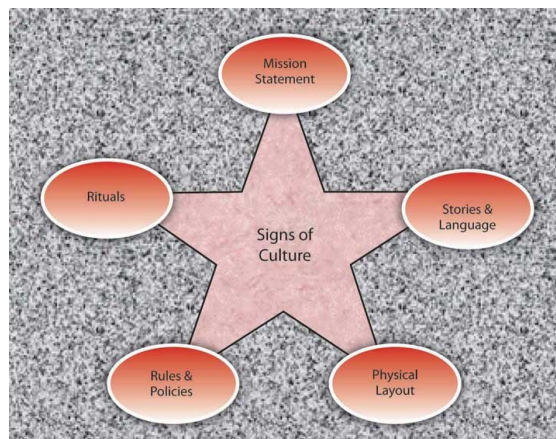 Mission
Statement
Rituals
Stories &
Language
Signs of
Culture
Rules &
Policies
Physical
Layout